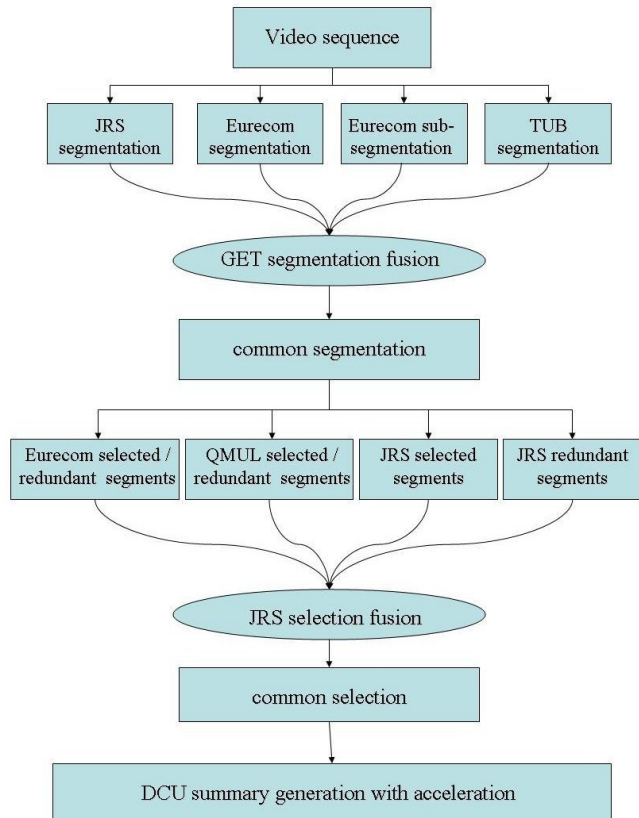 Video sequence
JRS
segmentation
Eurecom
segmentation
Eurecom sub-
segmentation
TUB
segmentation
GET segmentation fusion
common segmentation
Eurecom selected /
redundant segments
QMUL selected /
redundant segments
JRS selected
segments
JRS redundant
segments
JRS selection fusion
common selection
DCU summary generation with acceleration